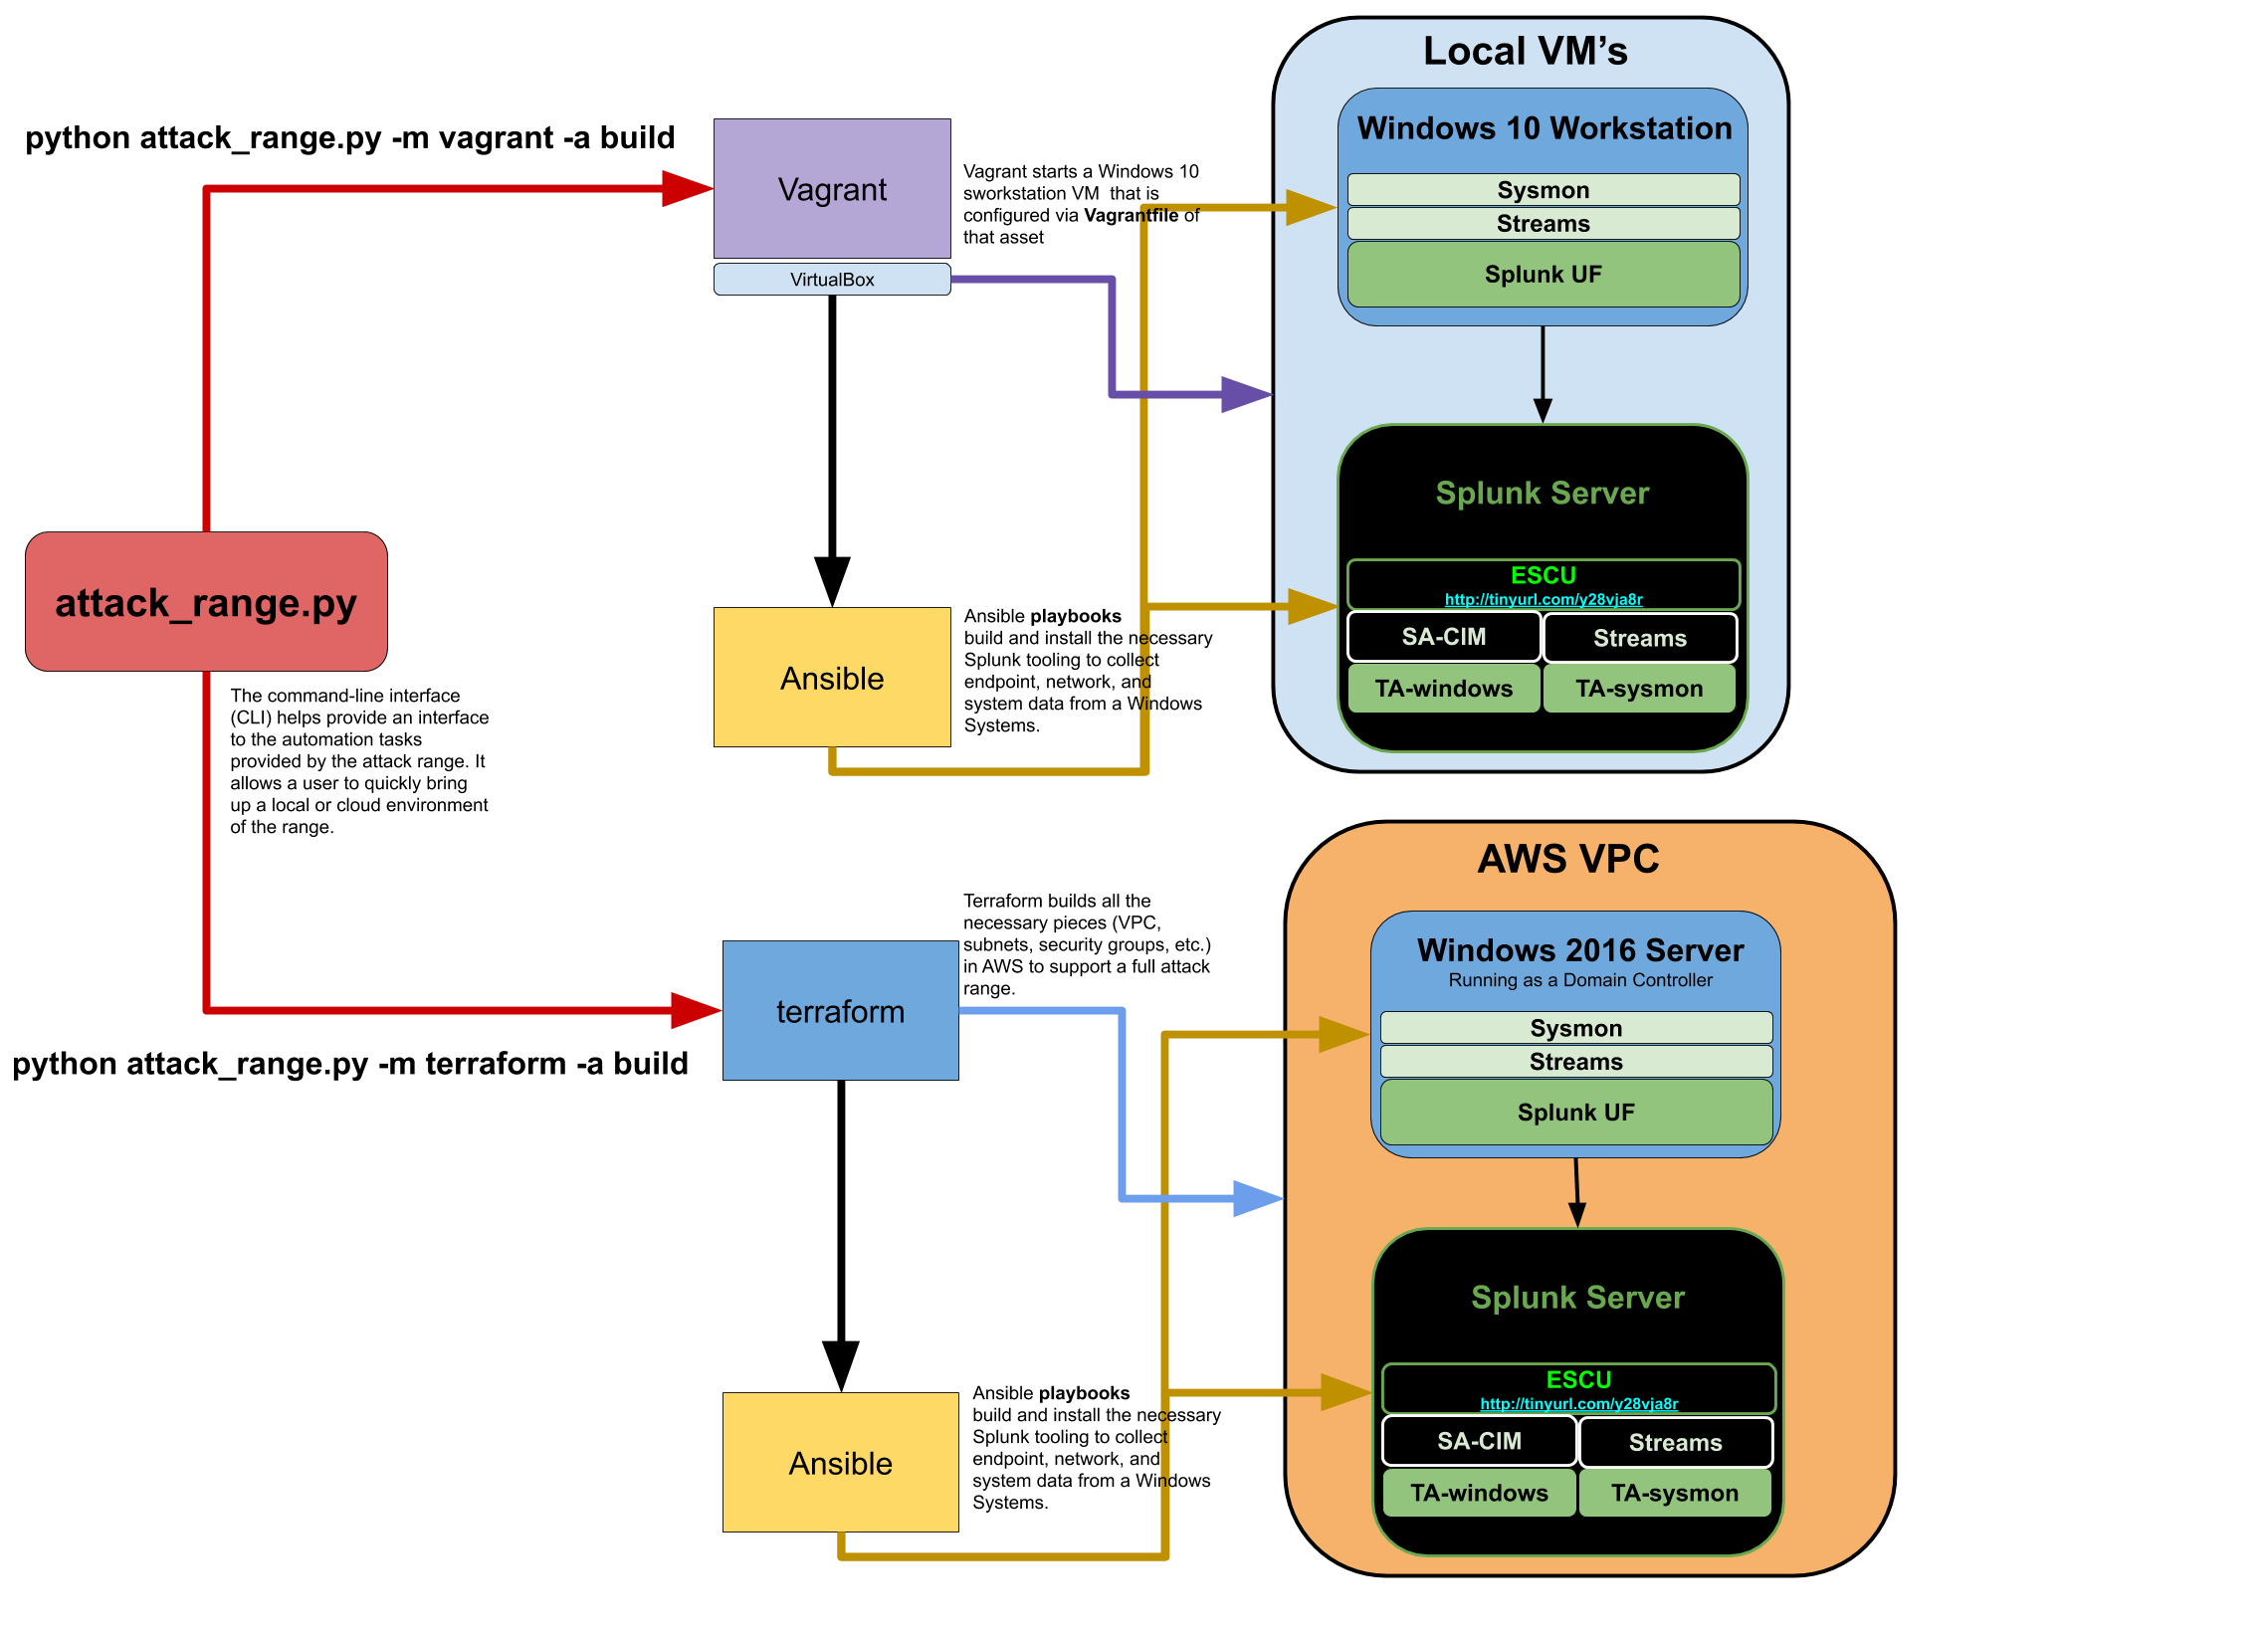 Local VM’s
Windows 10 Workstation
python attack_range.py -m vagrant -a build
Vagrant
Vagrant starts a Windows 10
sworkstation VM  that is
configured via Vagrantfile of
that asset
VirtualBox
Sysmon
Streams
Splunk UF
Splunk Server
ESCU
http://tinyurl.com/y28vja8r
SA-CIM
Streams
TA-windows
TA-sysmon
attack_range.py
Ansible
Ansible playbooks
build and install the necessary
Splunk tooling to collect
endpoint, network, and
system data from a Windows
Systems.
The command-line interface
(CLI) helps provide an interface
to the automation tasks
provided by the attack range. It
allows a user to quickly bring
up a local or cloud environment
of the range.
AWS VPC
Windows 2016 Server
Running as a Domain Controller
Terraform builds all the
necessary pieces (VPC,
subnets, security groups, etc.)
in AWS to support a full attack
range.
terraform
python attack_range.py -m terraform -a build
Sysmon
Streams
Splunk UF
Splunk Server
ESCU
http://tinyurl.com/y28vja8r
SA-CIM
Streams
TA-windows
TA-sysmon
Ansible
Ansible playbooks
build and install the necessary
Splunk tooling to collect
endpoint, network, and
system data from a Windows
Systems.